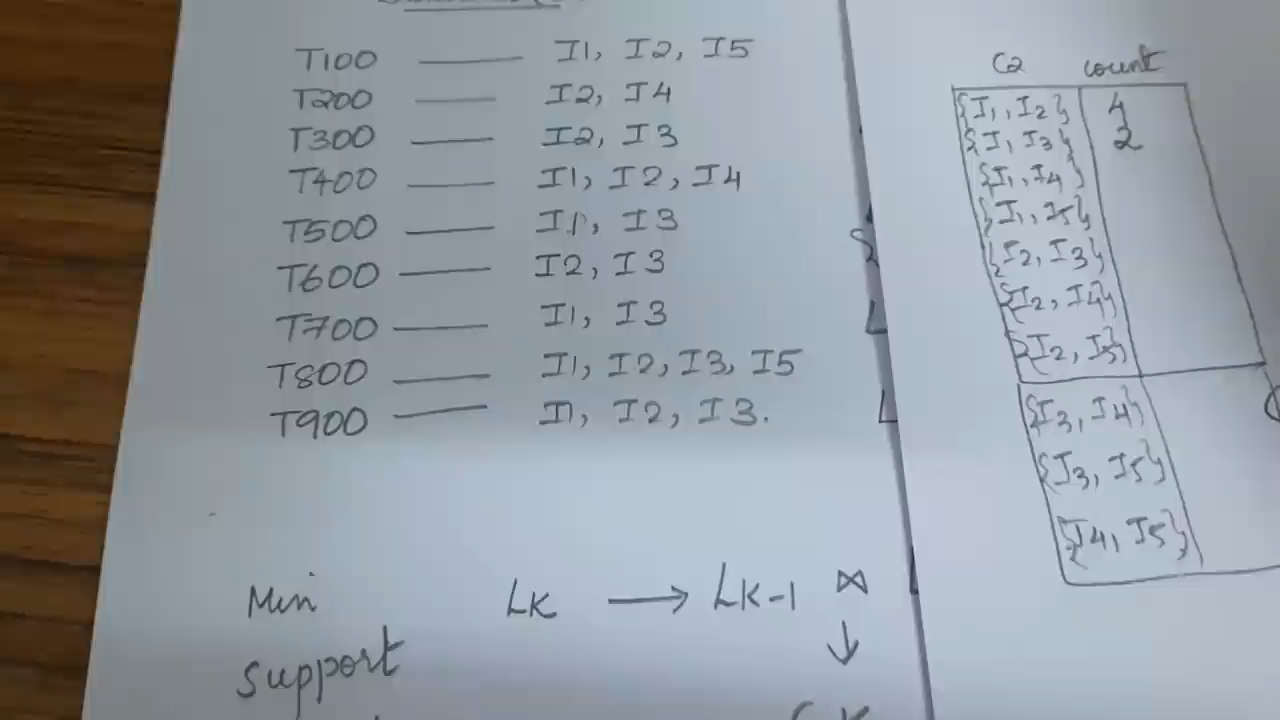 T100 —— I1, I2, I5
T200 —— I2, I4
T300 —— I2, I3
T400 —— I1, I2, I4
T500 —— I1, I3
T600 —— I2, I3
T700 —— I1, I3
T800 —— I1, I2, I3, I5
T900 —— I1, I2, I3.
Min
support
LK → LK-1 ⋈
↓
C2 count
{I1, I2} 4
{I1, I3} 2
{I1, I4}
{I1, I5}
{I2, I3}
{I2, I4}
{I2, I5}
{I3, I4}
{I3, I5}
{I4, I5}